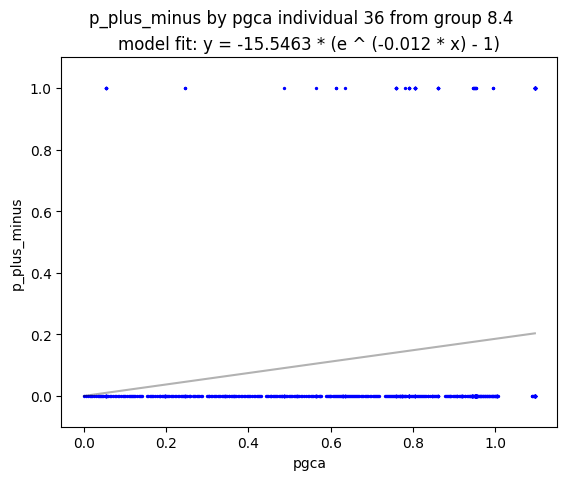 p_plus_minus by pgca individual 36 from group 8.4
model fit: y = -15.5463 * (e ^ (-0.012 * x) - 1)
1.0
0.8
0.6
0.4
0.2
0.0
p_plus_minus
0.0 0.2 0.4 0.6 0.8 1.0
pgca